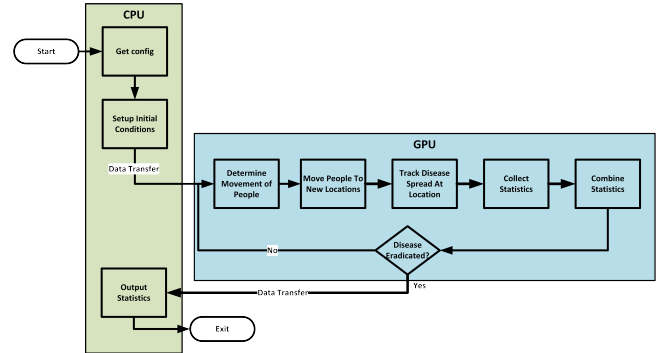 CPU
Start
Get config
Setup Initial
Conditions
Data Transfer
GPU
Determine
Movement of
People
Move People To
New Locations
Track Disease
Spread At
Location
Collect
Statistics
Combine
Statistics
Disease
Eradicated?
No
Yes
Data Transfer
Output
Statistics
Exit